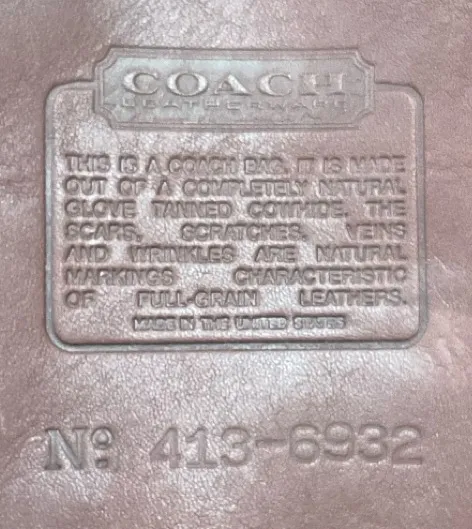 COACH
LEATHERWARE
THIS IS A COACH BAG. IT IS MADE
OUT OF A COMPLETELY NATURAL
GLOVE TANNED COWHIDE. THE
SCARS, SCRATCHES, VEINS
AND WRINKLES ARE NATURAL
MARKINGS CHARACTERISTIC
OF FULL-GRAIN LEATHERS.
MADE IN THE UNITED STATES
Nº 413-6932